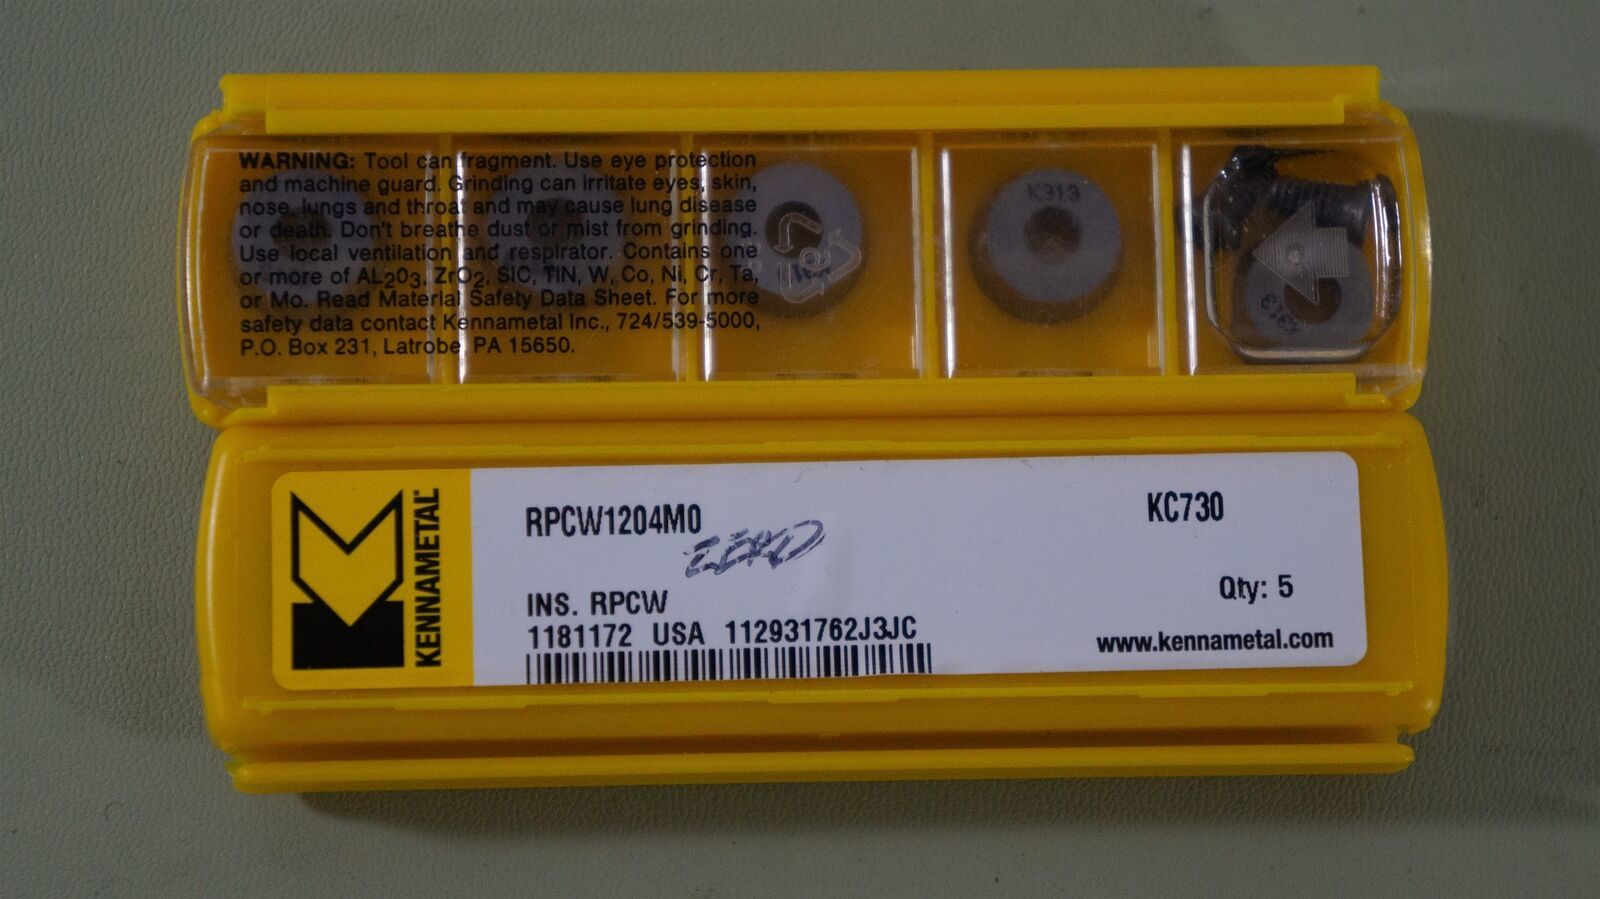 WARNING: Tool can fragment. Use eye protection
and machine guard. Grinding can irritate eyes, skin,
nose, lungs and throat and may cause lung disease
or death. Don't breathe dust or mist from grinding.
Use local ventilation and respirator. Contains one
or more of AL2O3, ZrO2, SIC, TIN, W, Co, Ni, Cr, Ta,
or Mo. Read Material Safety Data Sheet. For more
safety data contact Kennametal Inc., 724/539-5000,
P.O. Box 231, Latrobe, PA 15650.
K313
K313
KENNAMETAL
RPCW1204M0
KC730
INS. RPCW
Qty: 5
1181172 USA 112931762J3JC
www.kennametal.com